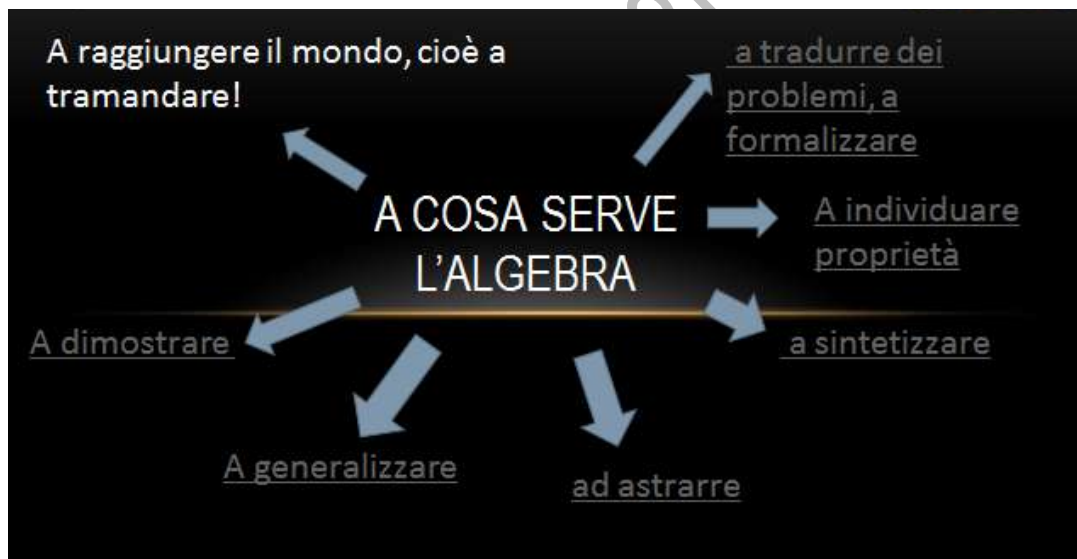 A raggiungere il mondo, cioè a
tramandare!
a tradurre dei
problemi, a
formalizzare
A COSA SERVE
L'ALGEBRA
A individuare
proprietà
A dimostrare
a sintetizzare
A generalizzare
ad astrarre